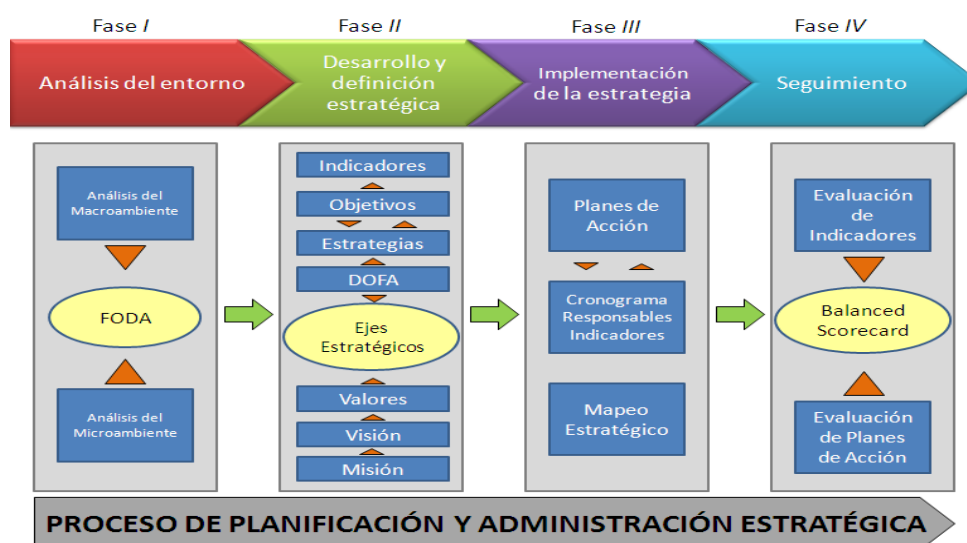 Fase I
Fase II
Fase III
Fase IV
Análisis del entorno
Desarrollo y
definición
estratégica
Implementación
de la estrategia
Seguimiento
Análisis del
Macroambiente
FODA
Análisis del
Microambiente
Indicadores
Objetivos
Estrategias
DOFA
Ejes
Estratégicos
Valores
Visión
Misión
Planes de
Acción
Cronograma
Responsables
Indicadores
Mapeo
Estratégico
Evaluación
de
Indicadores
Balanced
Scorecard
Evaluación
de Planes
de Acción
PROCESO DE PLANIFICACIÓN Y ADMINISTRACIÓN ESTRATÉGICA